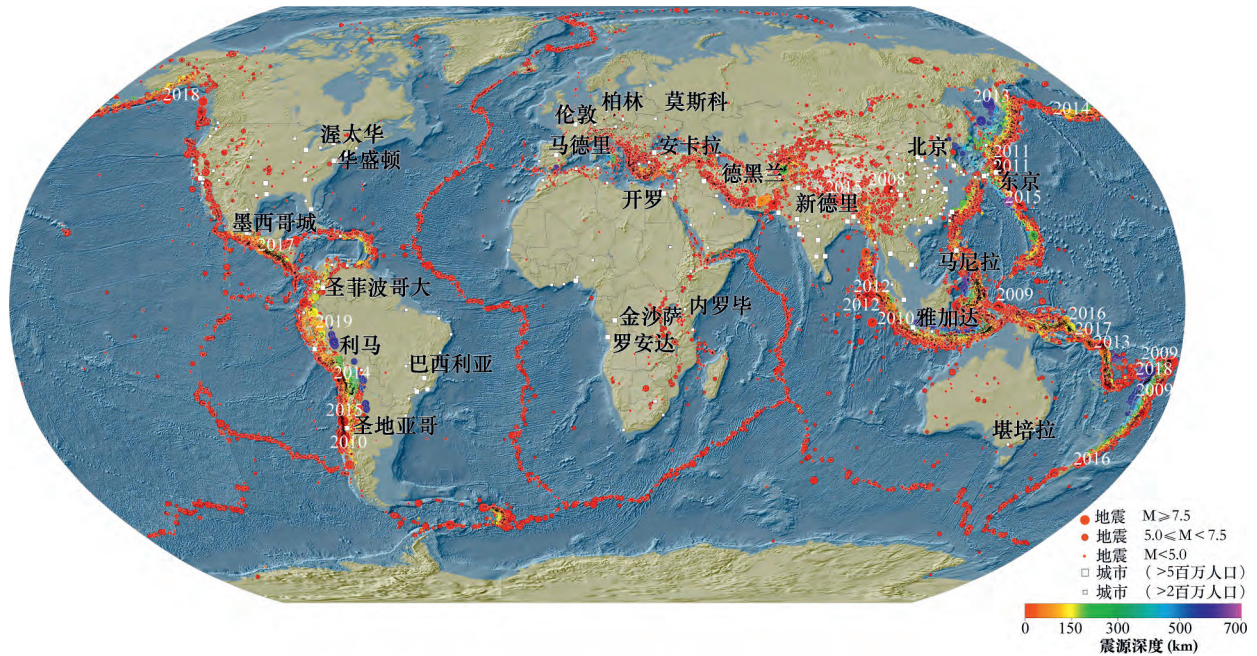 2018
2013
2014
柏林
莫斯科
伦敦
渥太华
马德里
安卡拉
北京
2011
华盛顿
2011
德黑兰
东京
2015
2008
开罗
新德里
2015
墨西哥城
2017
马尼拉
圣菲波哥大
2012
2009
2012
内罗毕
2019
金沙萨
2010
雅加达
2016
2017
利马
罗安达
2013
2014
巴西利亚
2009
2018
2009
2015
圣地亚哥
2010
堪培拉
2016
地震 M⩾7.5
地震 5.0⩽M<7.5
地震 M<5.0
城市 （>5百万人口）
城市 （>2百万人口）
0 150 300 500 700
震源深度 (km)